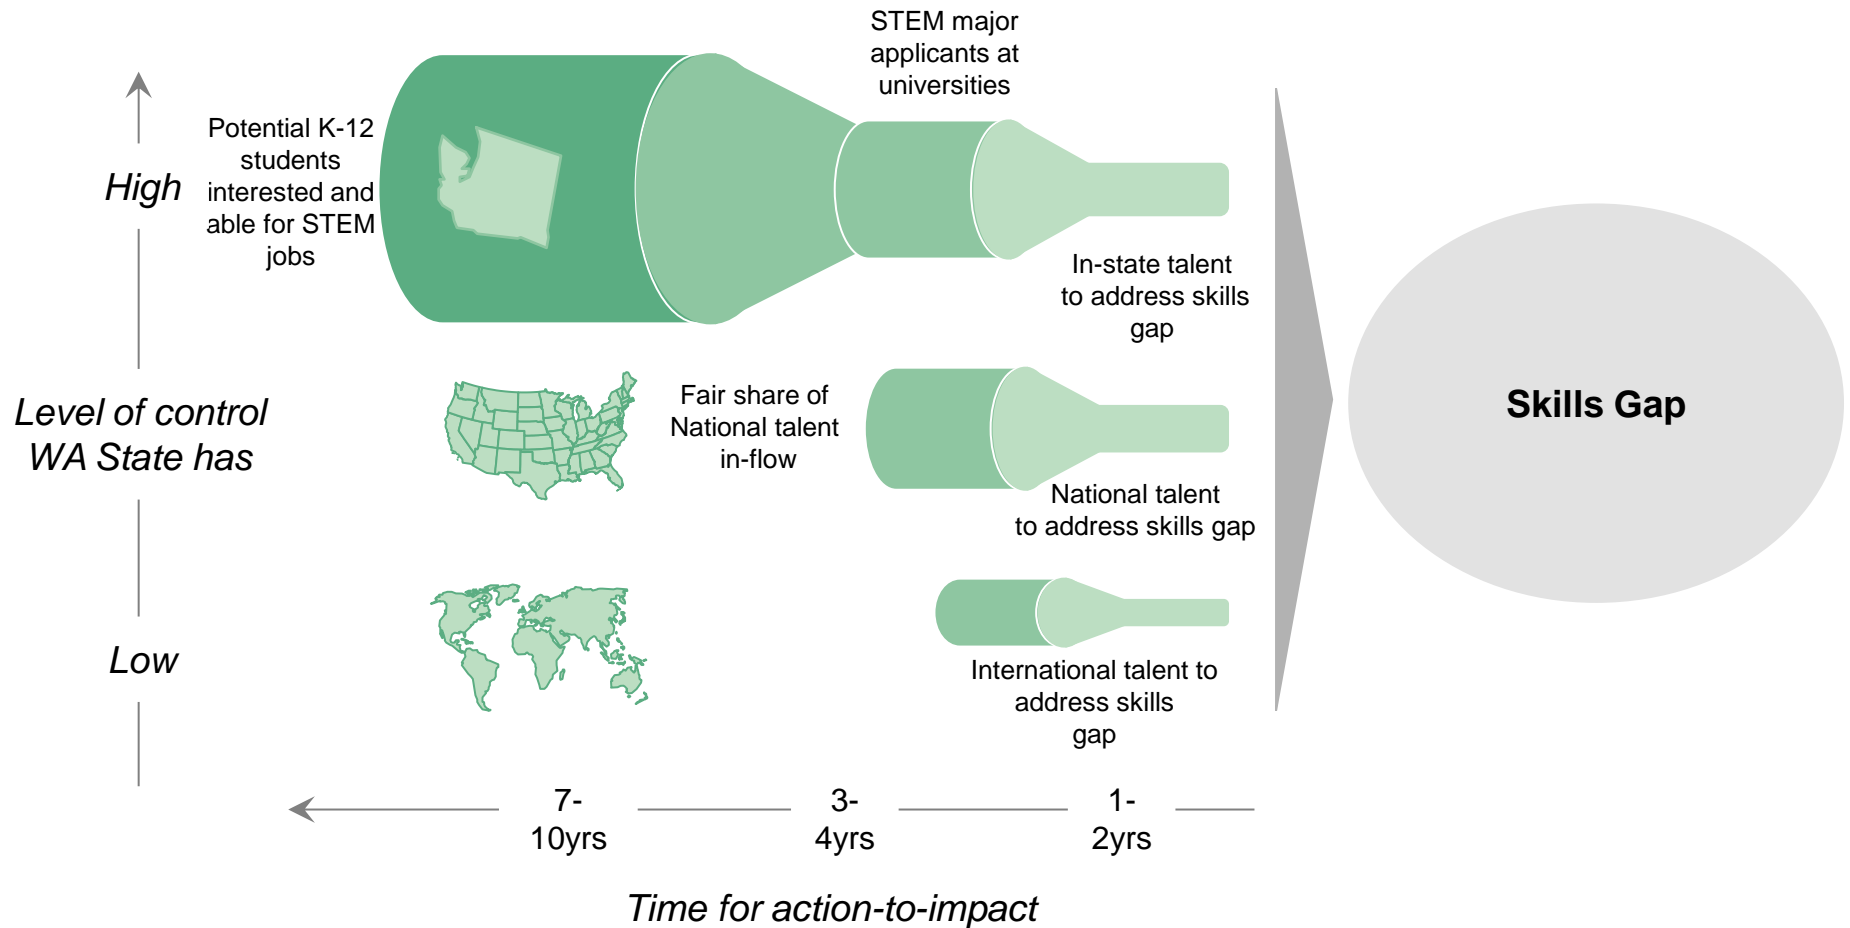 STEM major
applicants at
universities
Potential K-12
students
interested and
able for STEM
jobs
High
In-state talent
to address skills
gap
Level of control
WA State has
Fair share of
National talent
in-flow
Skills Gap
National talent
to address skills gap
Low
International talent to
address skills
gap
7-
10yrs
3-
4yrs
1-
2yrs
Time for action-to-impact